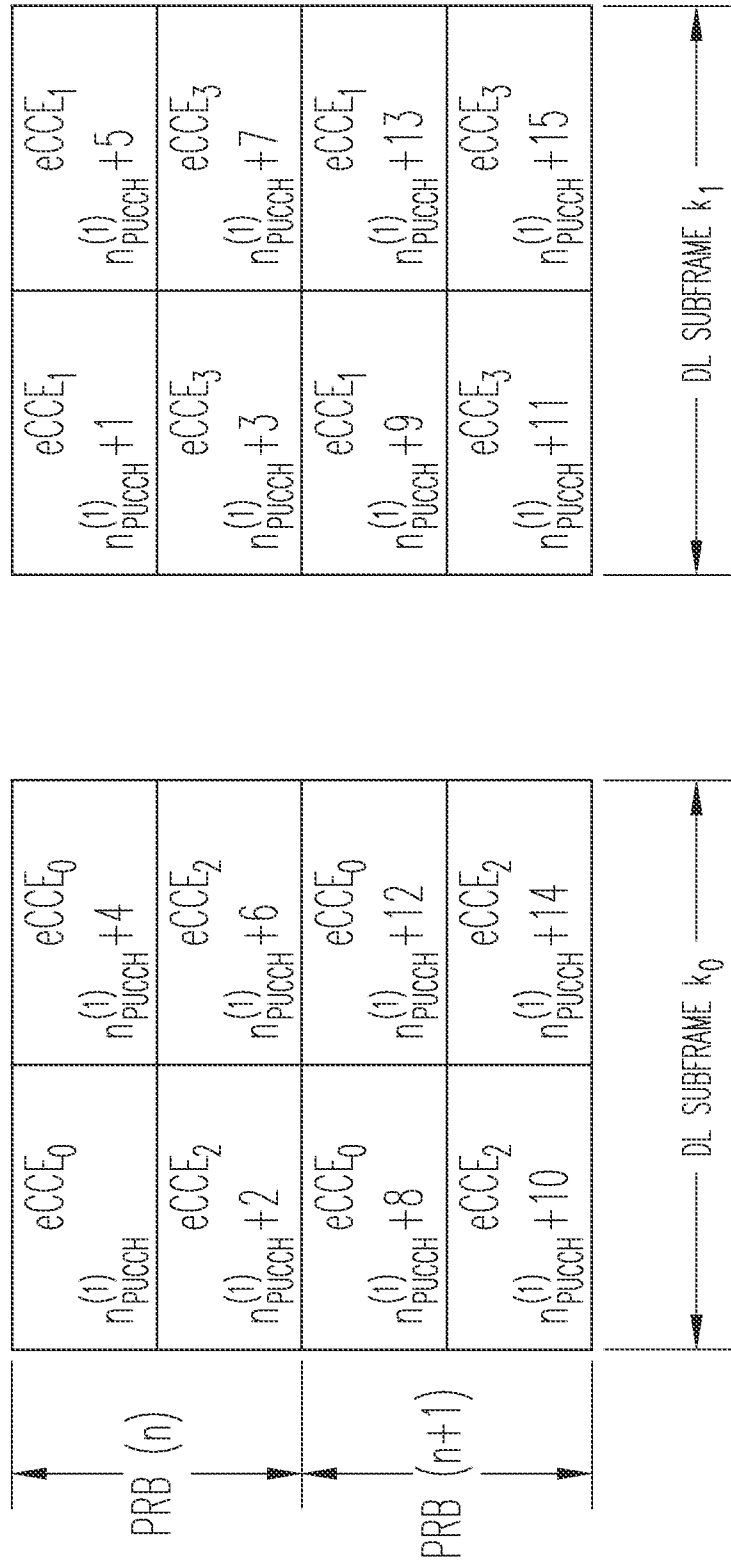 PRB (n)
eCCE₀
n⁽¹⁾PUCCH
eCCE₀
n⁽¹⁾PUCCH +4
eCCE₁
n⁽¹⁾PUCCH +1
eCCE₁
n⁽¹⁾PUCCH +5
eCCE₂
n⁽¹⁾PUCCH +2
eCCE₂
n⁽¹⁾PUCCH +6
eCCE₃
n⁽¹⁾PUCCH +3
eCCE₃
n⁽¹⁾PUCCH +7
PRB (n+1)
eCCE₀
n⁽¹⁾PUCCH +8
eCCE₀
n⁽¹⁾PUCCH +12
eCCE₁
n⁽¹⁾PUCCH +9
eCCE₁
n⁽¹⁾PUCCH +13
eCCE₂
n⁽¹⁾PUCCH +10
eCCE₂
n⁽¹⁾PUCCH +14
eCCE₃
n⁽¹⁾PUCCH +11
eCCE₃
n⁽¹⁾PUCCH +15
DL SUBFRAME k₀
DL SUBFRAME k₁